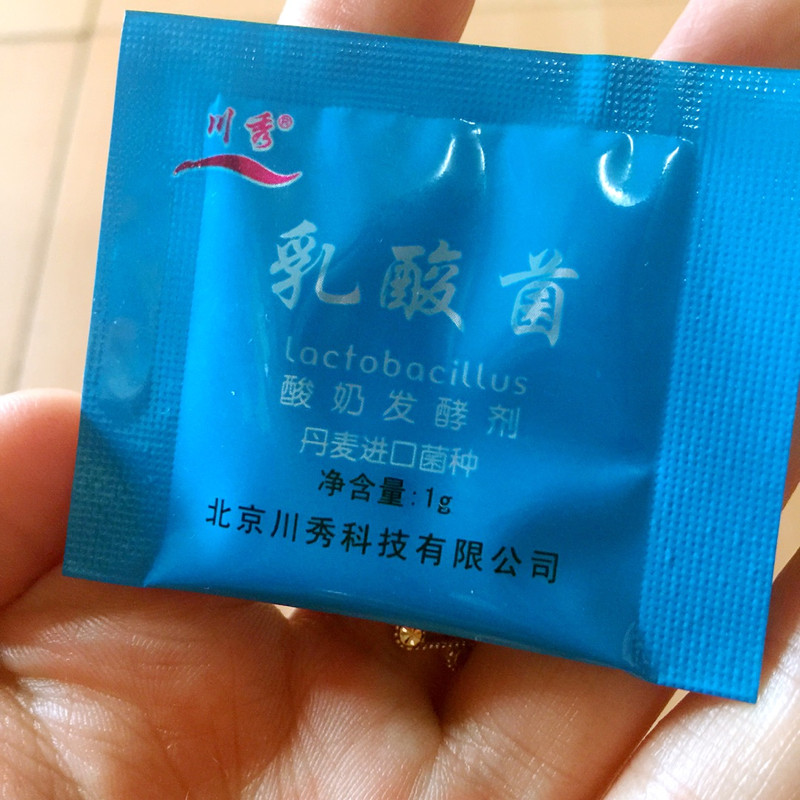 川秀®
乳酸菌
lactobacillus
酸奶发酵剂
丹麦进口菌种
净含量:1g
北京川秀科技有限公司